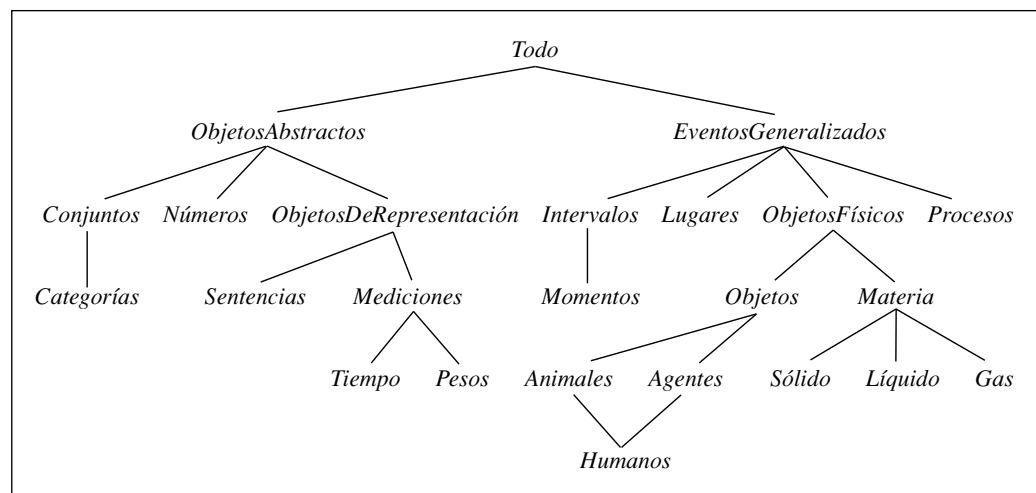 Todo
ObjetosAbstractos EventosGeneralizados
Conjuntos Números ObjetosDeRepresentación Intervalos Lugares ObjetosFísicos Procesos
Categorías Sentencias Mediciones Momentos Objetos Materia
Tiempo Pesos Animales Agentes Sólido Líquido Gas
Humanos